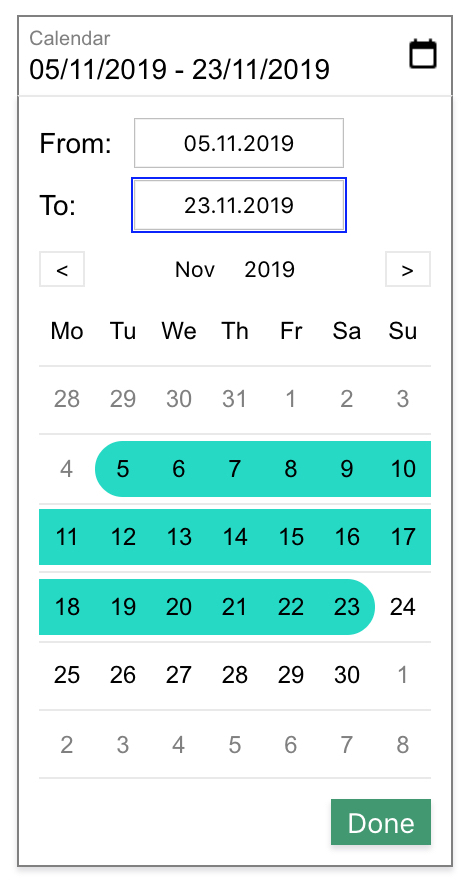 Calendar
05/11/2019 - 23/11/2019
From: 05.11.2019
To: 23.11.2019
< Nov 2019 >
Mo Tu We Th Fr Sa Su
28 29 30 31 1 2 3
4 5 6 7 8 9 10
11 12 13 14 15 16 17
18 19 20 21 22 23 24
25 26 27 28 29 30 1
2 3 4 5 6 7 8
Done